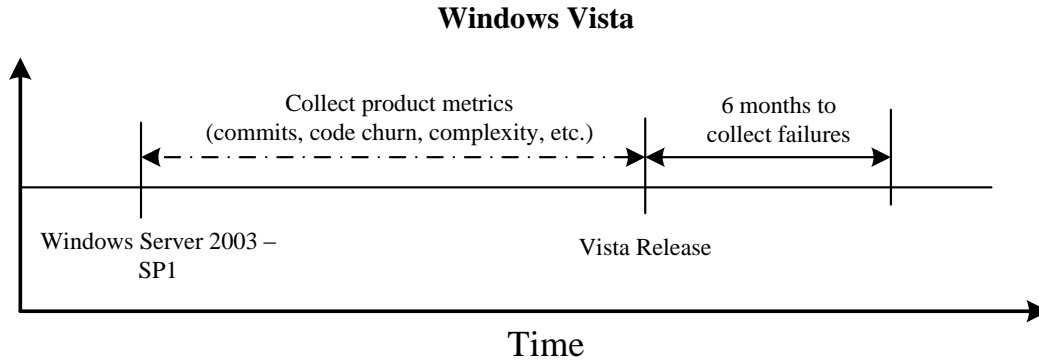 Windows Vista
Collect product metrics
(commits, code churn, complexity, etc.)
6 months to
collect failures
Windows Server 2003 –
SP1
Vista Release
Time